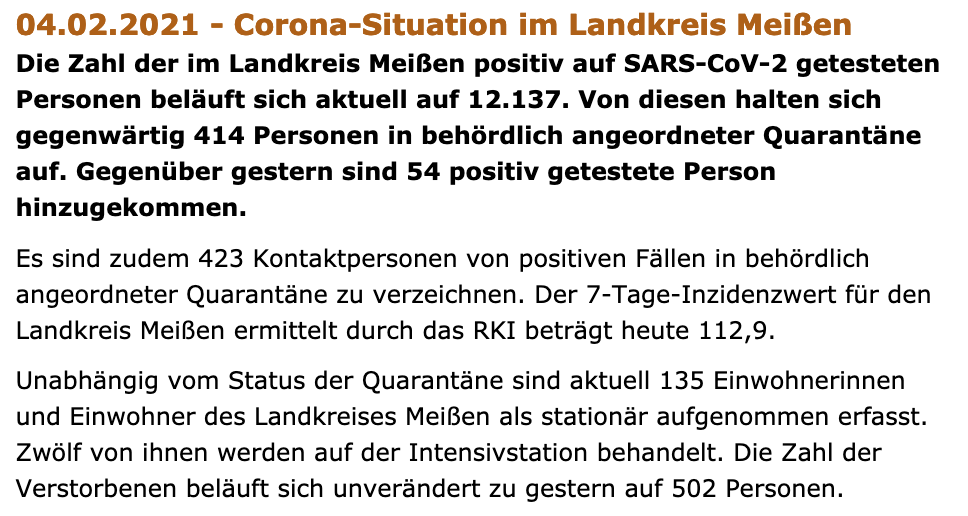 04.02.2021 - Corona-Situation im Landkreis Meißen
Die Zahl der im Landkreis Meißen positiv auf SARS-CoV-2 getesteten
Personen beläuft sich aktuell auf 12.137. Von diesen halten sich
gegenwärtig 414 Personen in behördlich angeordneter Quarantäne
auf. Gegenüber gestern sind 54 positiv getestete Person
hinzugekommen.
Es sind zudem 423 Kontaktpersonen von positiven Fällen in behördlich
angeordneter Quarantäne zu verzeichnen. Der 7-Tage-Inzidenzwert für den
Landkreis Meißen ermittelt durch das RKI beträgt heute 112,9.
Unabhängig vom Status der Quarantäne sind aktuell 135 Einwohnerinnen
und Einwohner des Landkreises Meißen als stationär aufgenommen erfasst.
Zwölf von ihnen werden auf der Intensivstation behandelt. Die Zahl der
Verstorbenen beläuft sich unverändert zu gestern auf 502 Personen.